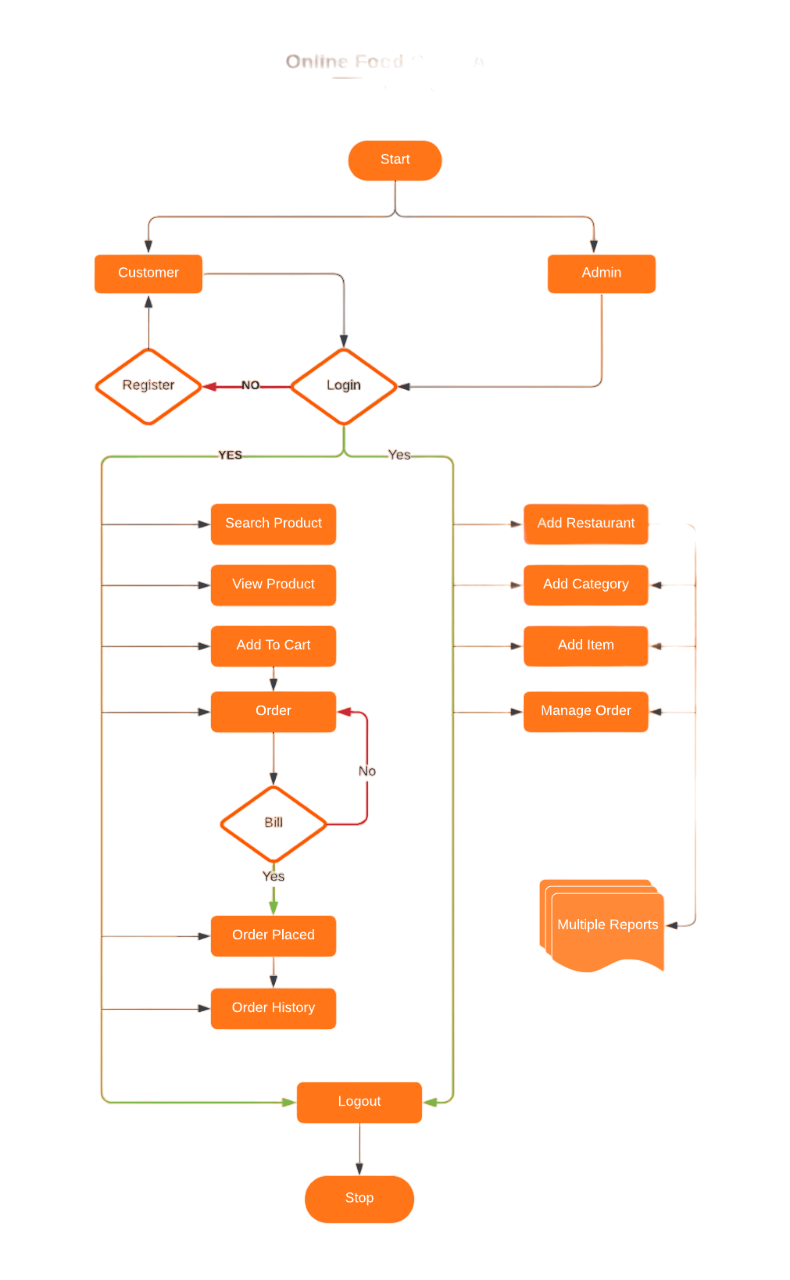 Online Food
Start
Customer
Admin
Register
NO
Login
YES
Yes
Search Product
Add Restaurant
View Product
Add Category
Add To Cart
Add Item
Order
Manage Order
No
Bill
Yes
Order Placed
Multiple Reports
Order History
Logout
Stop